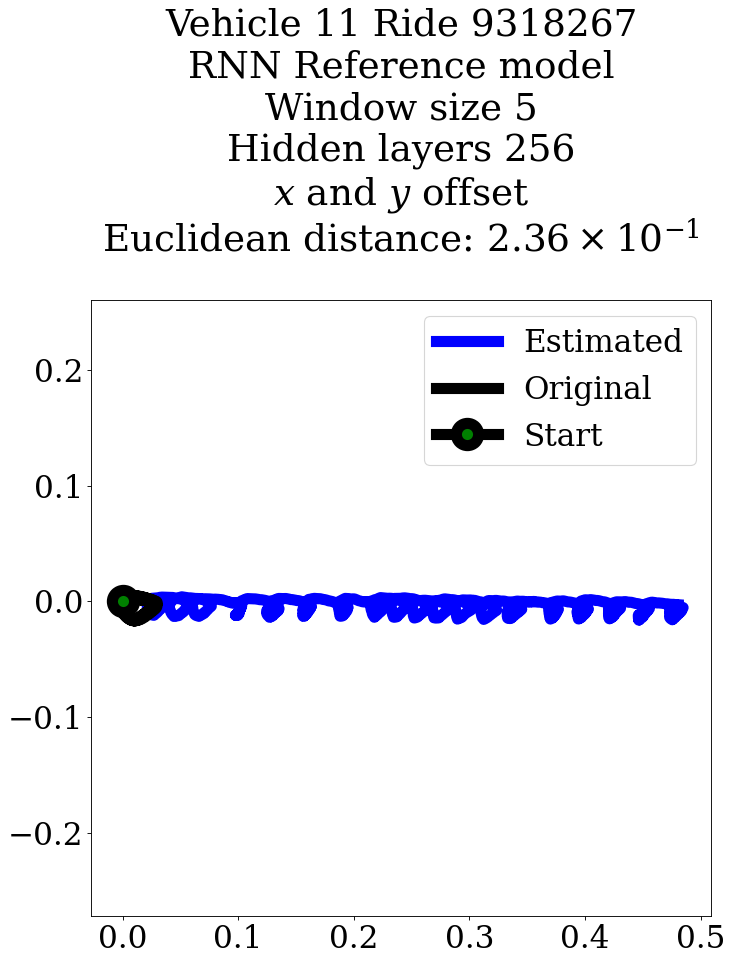 Vehicle 11 Ride 9318267
RNN Reference model
Window size 5
Hidden layers 256
x and y offset
Euclidean distance: 2.36 × 10⁻¹
Estimated
Original
Start
0.2
0.1
0.0
−0.1
−0.2
0.0 0.1 0.2 0.3 0.4 0.5